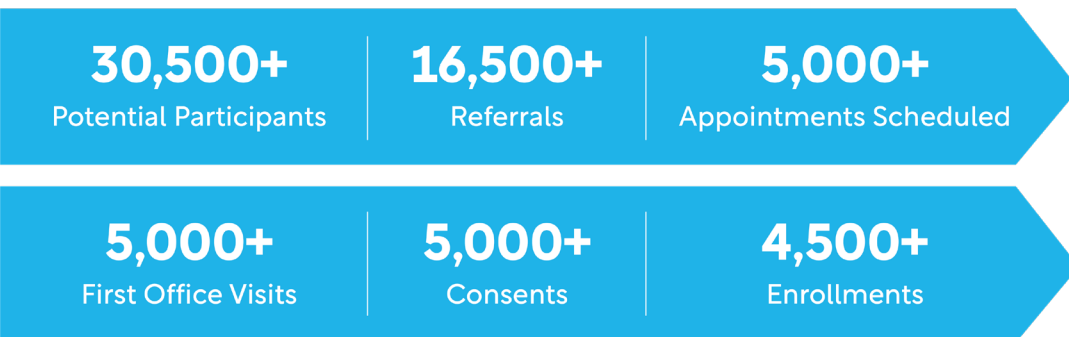 30,500+
Potential Participants
16,500+
Referrals
5,000+
Appointments Scheduled
5,000+
First Office Visits
5,000+
Consents
4,500+
Enrollments